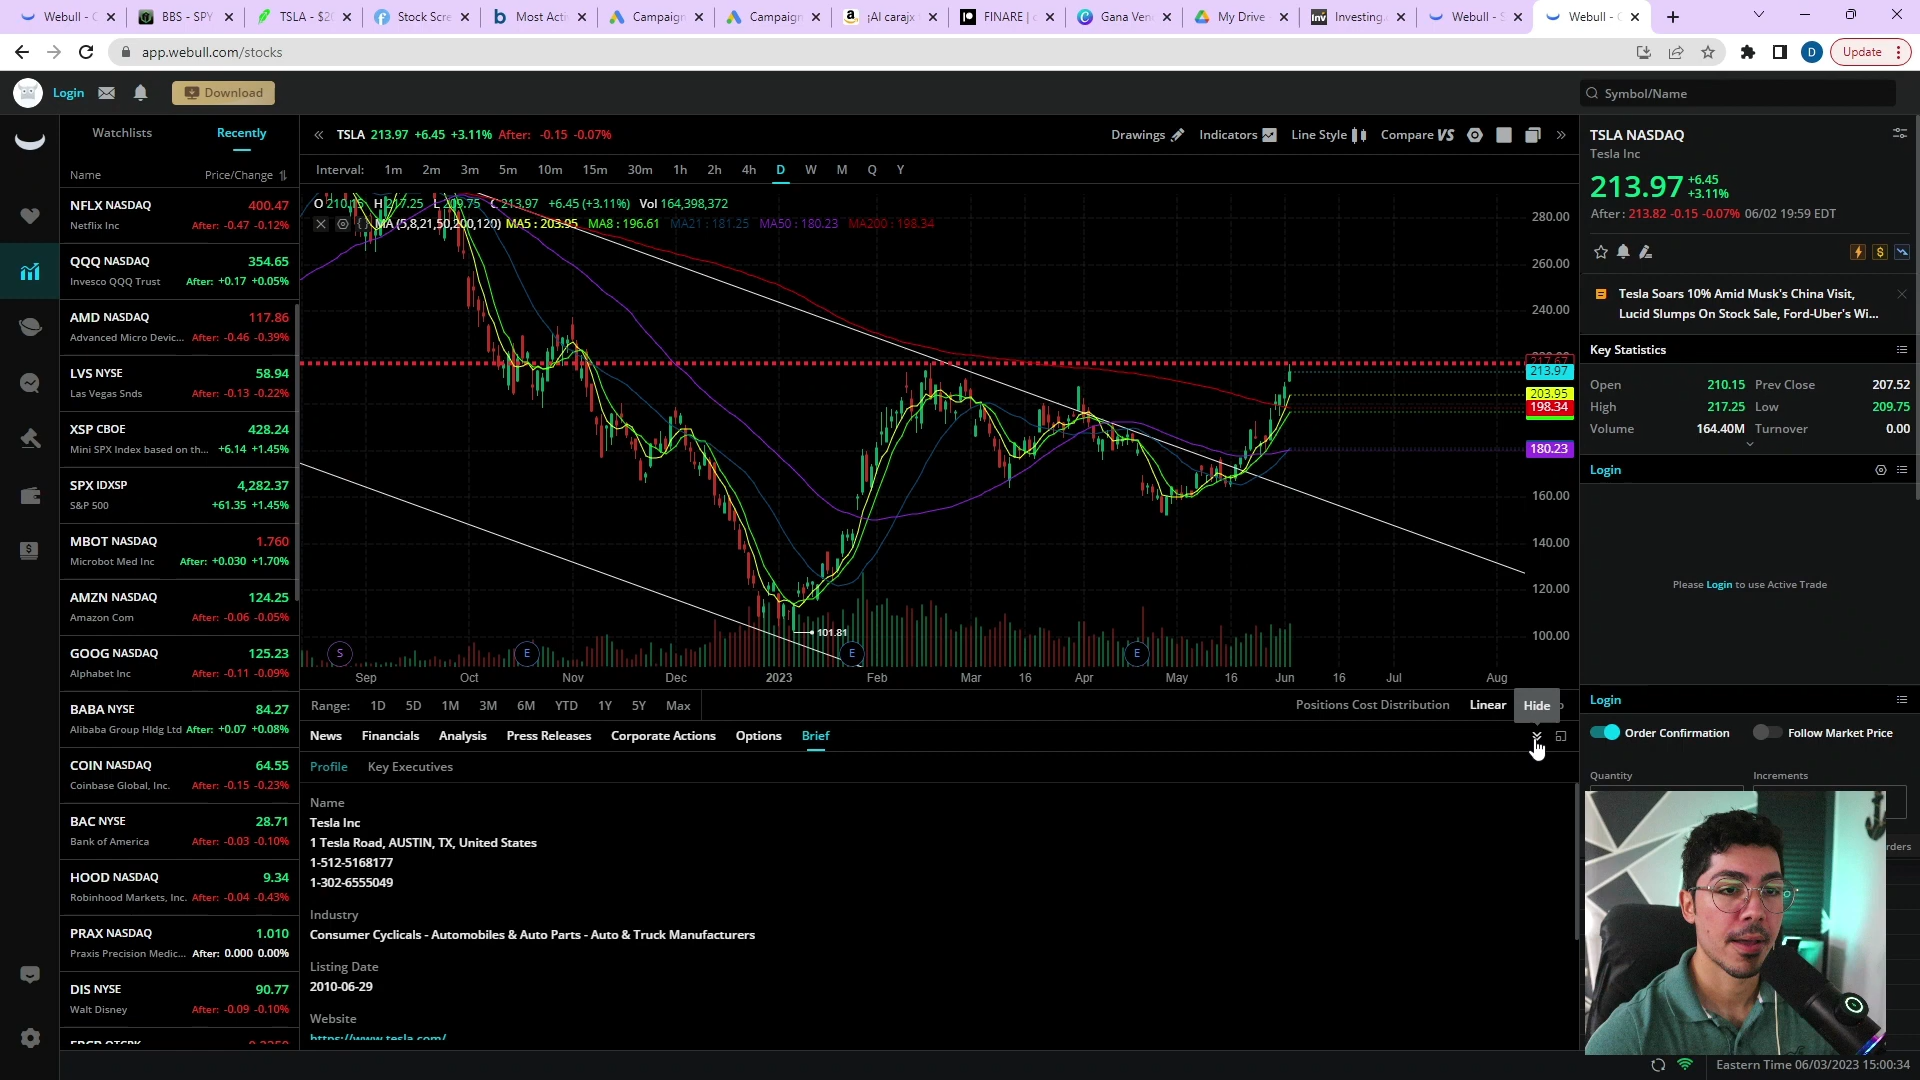 Webull - C
BBS - SPY
TSLA - $20
Stock Scre
Most Acti
Campaign
Campaign
¡Al carajx
FINARE | c
Gana Ven
My Drive
Investing.
Webull - S
Webull - C
app.webull.com/stocks
D
Update
Login
Download
Symbol/Name
Watchlists Recently
Name Price/Change
NFLX NASDAQ 400.47
Netflix Inc After: -0.47 -0.12%
QQQ NASDAQ 354.65
Invesco QQQ Trust After: +0.17 +0.05%
AMD NASDAQ 117.86
Advanced Micro Devic... After: -0.46 -0.39%
LVS NYSE 58.94
Las Vegas Snds After: -0.13 -0.22%
XSP CBOE 428.24
Mini SPX Index based on th... +6.14 +1.45%
SPX IDXSP 4,282.37
S&P 500 +61.35 +1.45%
MBOT NASDAQ 1.760
Microbot Med Inc After: +0.030 +1.70%
AMZN NASDAQ 124.25
Amazon Com After: -0.06 -0.05%
GOOG NASDAQ 125.23
Alphabet Inc After: -0.11 -0.09%
BABA NYSE 84.27
Alibaba Group Hldg Ltd After: +0.07 +0.08%
COIN NASDAQ 64.55
Coinbase Global, Inc. After: -0.15 -0.23%
BAC NYSE 28.71
Bank of America After: -0.03 -0.10%
HOOD NASDAQ 9.34
Robinhood Markets, Inc. After: -0.04 -0.43%
PRAX NASDAQ 1.010
Praxis Precision Medic... After: 0.000 0.00%
DIS NYSE 90.77
Walt Disney After: -0.09 -0.10%
TSLA 213.97 +6.45 +3.11% After: -0.15 -0.07%
Drawings Indicators Line Style Compare VS
Interval: 1m 2m 3m 5m 10m 15m 30m 1h 2h 4h D W M Q Y
O 210.15 H 217.25 L 209.75 C 213.97 +6.45 (+3.11%) Vol 164,398,372
MA (5,8,21,50,200,120) MA5 : 203.95 MA8 : 196.61 MA21 : 181.25 MA50 : 180.23 MA200 : 198.34
280.00
260.00
240.00
217.67
213.97
203.95
198.34
180.23
160.00
140.00
120.00
100.00
101.81
S E E E
Sep Oct Nov Dec 2023 Feb Mar 16 Apr May 16 Jun 16 Jul Aug
Range: 1D 5D 1M 3M 6M YTD 1Y 5Y Max
Positions Cost Distribution Linear
Hide
News Financials Analysis Press Releases Corporate Actions Options Brief
Profile Key Executives
Name
Tesla Inc
1 Tesla Road, AUSTIN, TX, United States
1-512-5168177
1-302-6555049
Industry
Consumer Cyclicals - Automobiles & Auto Parts - Auto & Truck Manufacturers
Listing Date
2010-06-29
Website
https://www.tesla.com/
TSLA NASDAQ
Tesla Inc
213.97 +6.45
+3.11%
After : 213.82 -0.15 -0.07% 06/02 19:59 EDT
Tesla Soars 10% Amid Musk's China Visit,
Lucid Slumps On Stock Sale, Ford-Uber's Wi...
Key Statistics
Open 210.15 Prev Close 207.52
High 217.25 Low 209.75
Volume 164.40M Turnover 0.00
Login
Please Login to use Active Trade
Login
Order Confirmation Follow Market Price
Quantity Increments
rders
Eastern Time 06/03/2023 15:00:34